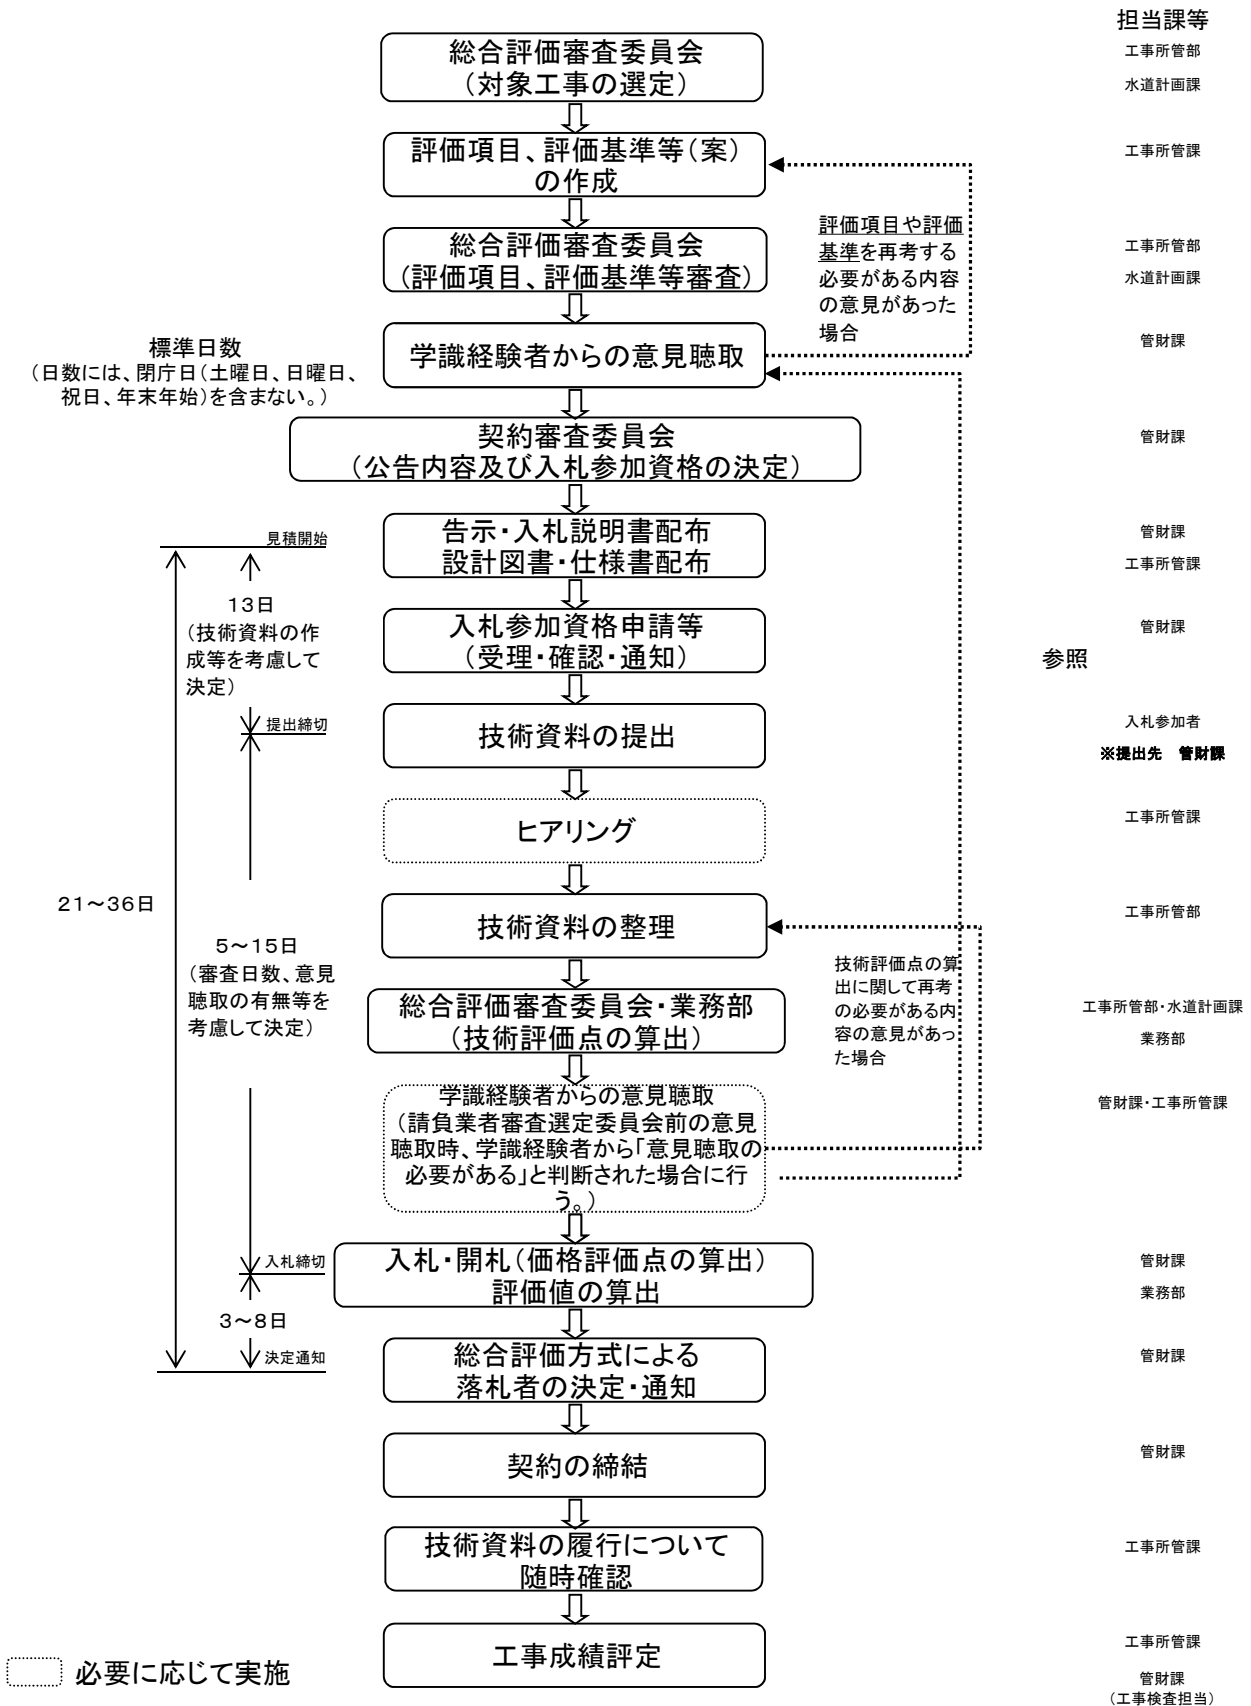 担当課等
総合評価審査委員会
（対象工事の選定）
工事所管部
水道計画課
評価項目、評価基準等（案）
の作成
工事所管課
総合評価審査委員会
（評価項目、評価基準等審査）
工事所管部
水道計画課
評価項目や評価
基準を再考する
必要がある内容
の意見があった
場合
学識経験者からの意見聴取
管財課
標準日数
（日数には、閉庁日（土曜日、日曜日、
祝日、年末年始）を含まない。）
契約審査委員会
（公告内容及び入札参加資格の決定）
管財課
告示・入札説明書配布
設計図書・仕様書配布
管財課
工事所管課
見積開始
13日
（技術資料の作
成等を考慮して
決定）
入札参加資格申請等
（受理・確認・通知）
管財課
参照
提出締切
技術資料の提出
入札参加者
※提出先　管財課
ヒアリング
工事所管課
21～36日
技術資料の整理
工事所管部
5～15日
（審査日数、意見
聴取の有無等を
考慮して決定）
技術評価点の算
出に関して再考
の必要がある内
容の意見があっ
た場合
総合評価審査委員会・業務部
（技術評価点の算出）
工事所管部・水道計画課
業務部
学識経験者からの意見聴取
（請負業者審査選定委員会前の意見
聴取時、学識経験者から「意見聴取の
必要がある」と判断された場合に行
う。）
管財課・工事所管課
入札締切
入札・開札（価格評価点の算出）
評価値の算出
管財課
業務部
3～8日
決定通知
総合評価方式による
落札者の決定・通知
管財課
契約の締結
管財課
技術資料の履行について
随時確認
工事所管課
工事成績評定
工事所管課
管財課
（工事検査担当）
必要に応じて実施